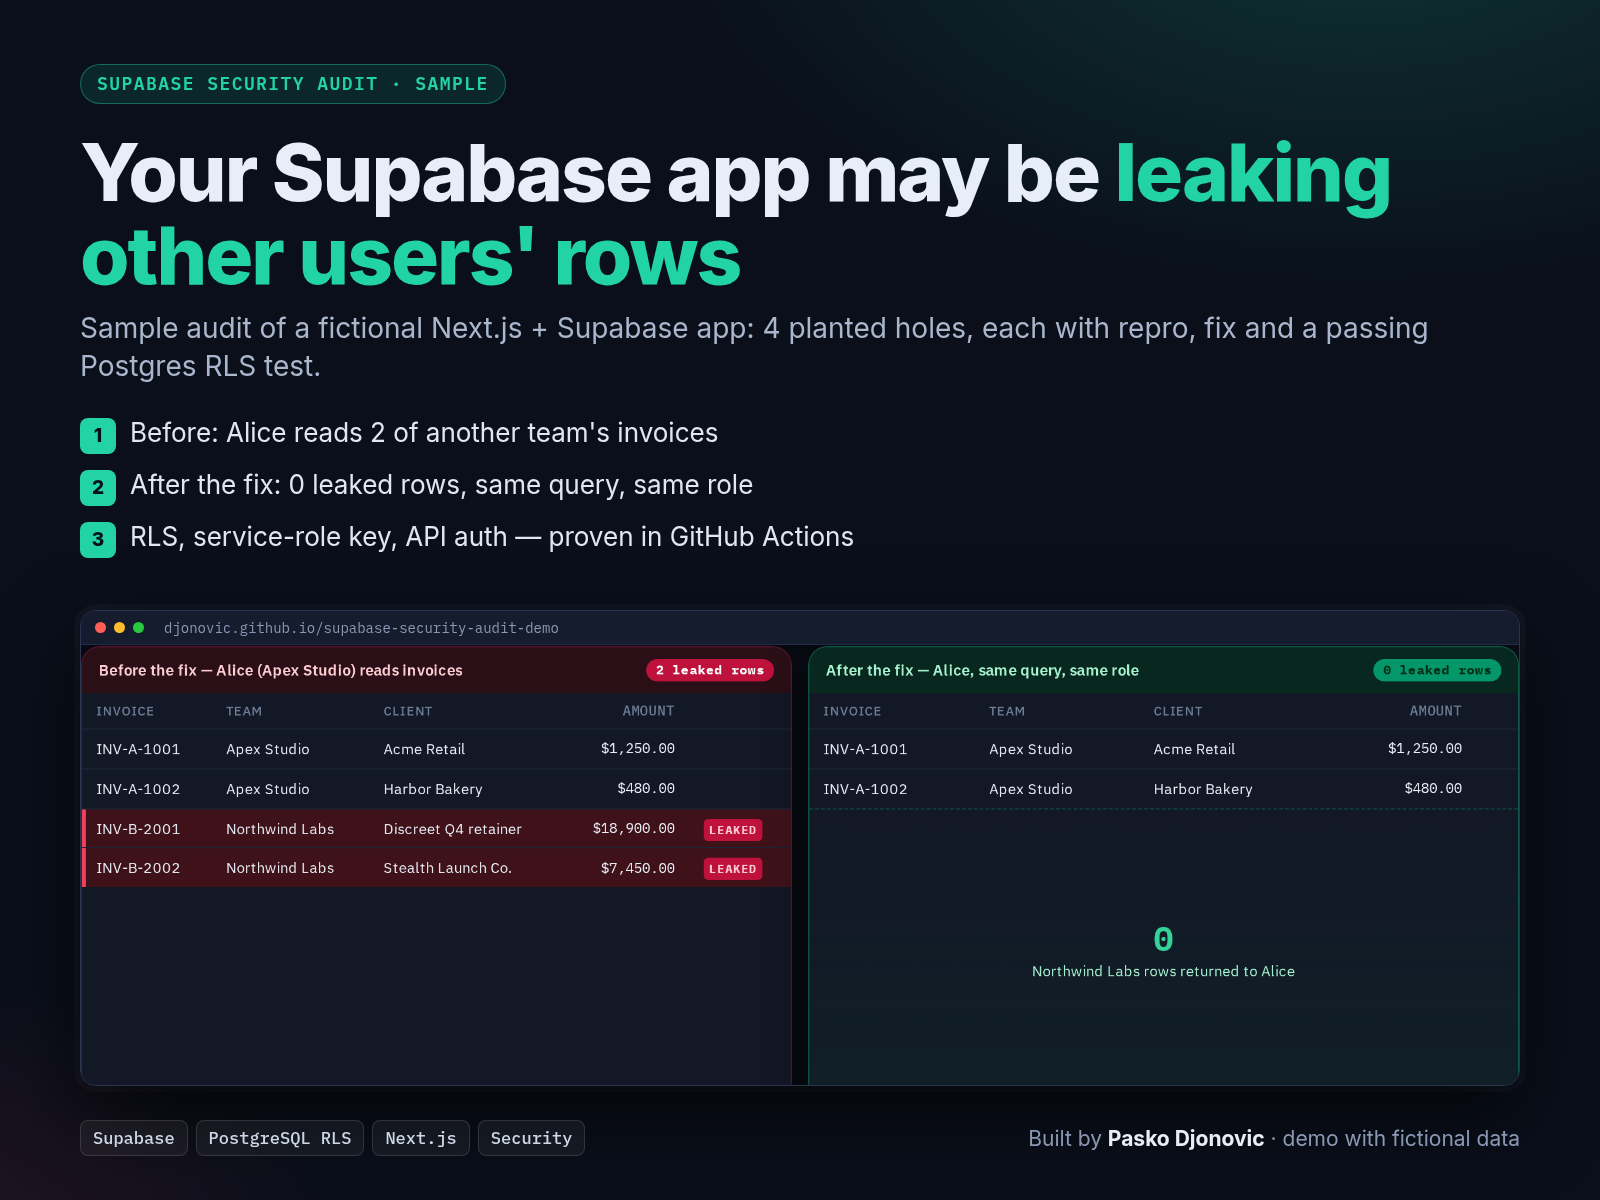 SUPABASE SECURITY AUDIT · SAMPLE
Your Supabase app may be leaking
other users' rows
Sample audit of a fictional Next.js + Supabase app: 4 planted holes, each with repro, fix and a passing
Postgres RLS test.
1 Before: Alice reads 2 of another team's invoices
2 After the fix: 0 leaked rows, same query, same role
3 RLS, service-role key, API auth — proven in GitHub Actions
djonovic.github.io/supabase-security-audit-demo
Before the fix — Alice (Apex Studio) reads invoices 2 leaked rows
INVOICE TEAM CLIENT AMOUNT
INV-A-1001 Apex Studio Acme Retail $1,250.00
INV-A-1002 Apex Studio Harbor Bakery $480.00
INV-B-2001 Northwind Labs Discreet Q4 retainer $18,900.00 LEAKED
INV-B-2002 Northwind Labs Stealth Launch Co. $7,450.00 LEAKED
After the fix — Alice, same query, same role 0 leaked rows
INVOICE TEAM CLIENT AMOUNT
INV-A-1001 Apex Studio Acme Retail $1,250.00
INV-A-1002 Apex Studio Harbor Bakery $480.00
0
Northwind Labs rows returned to Alice
Supabase PostgreSQL RLS Next.js Security
Built by Pasko Djonovic · demo with fictional data